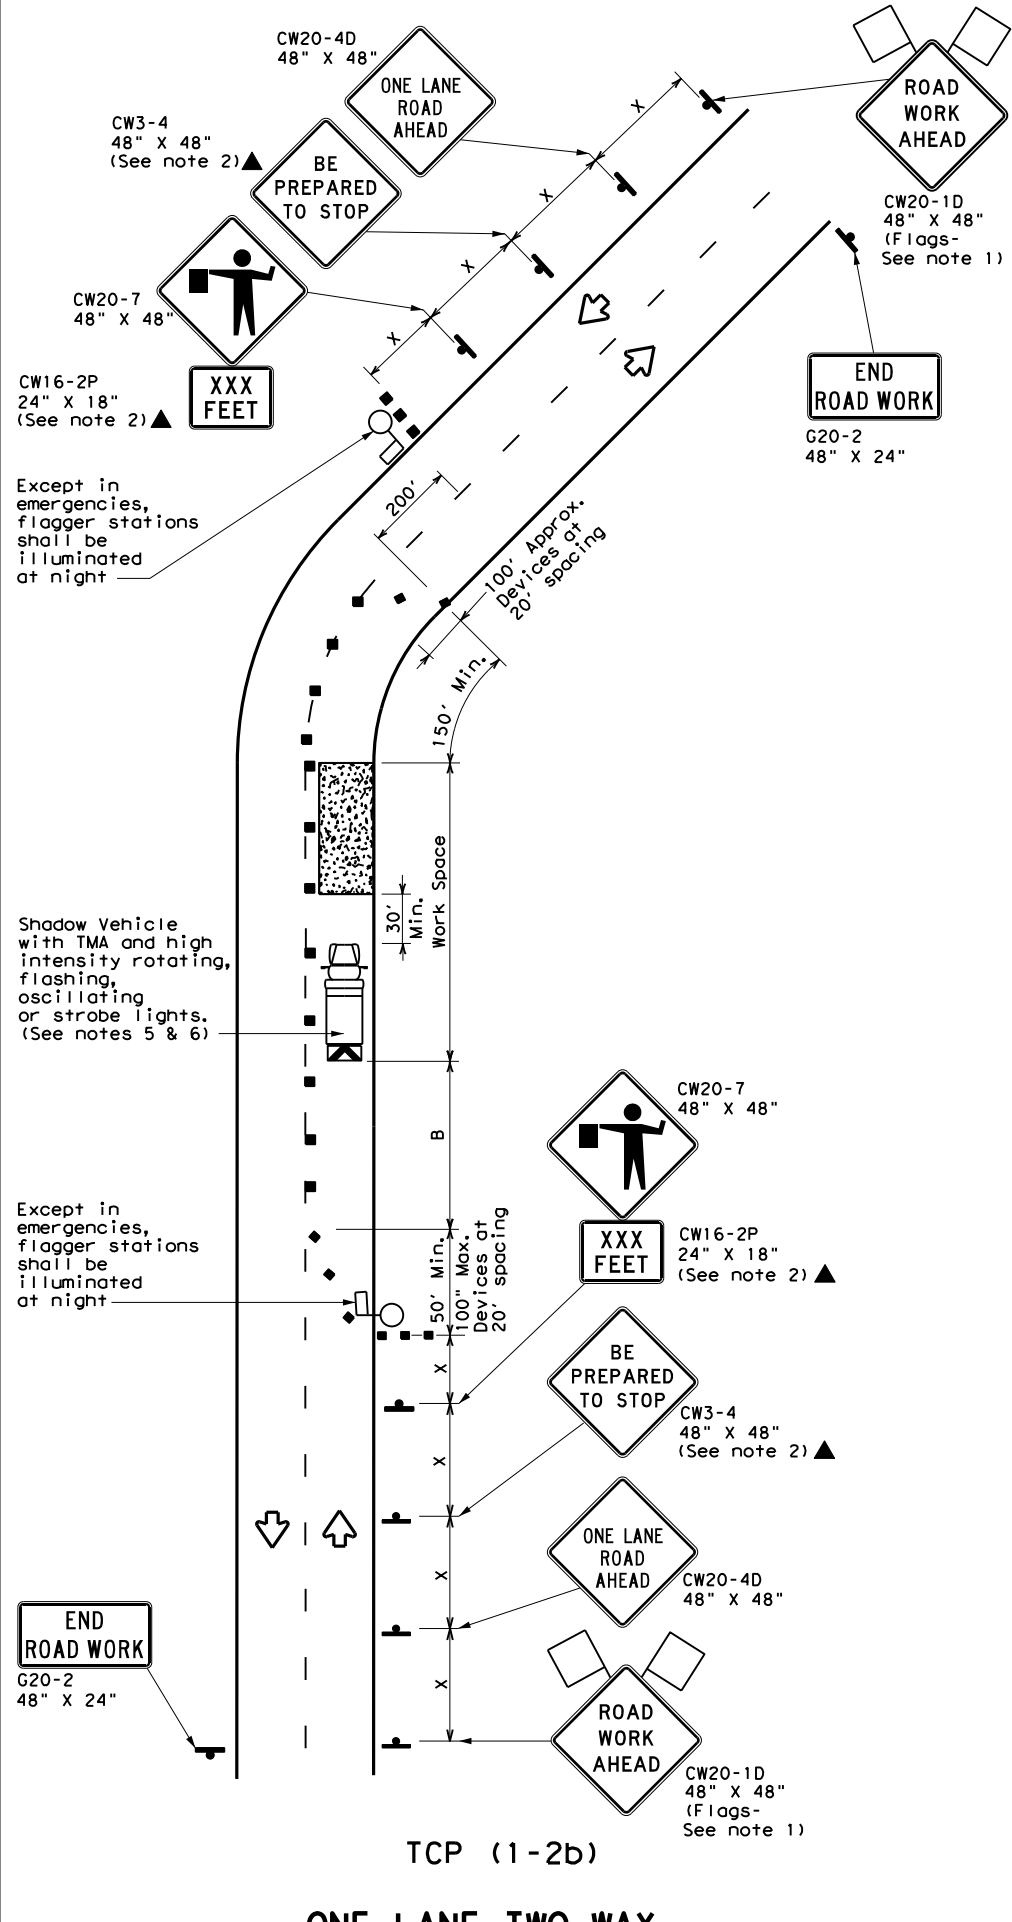 CW20-4D
48" X 48"
ONE LANE
ROAD
AHEAD
ROAD
WORK
AHEAD
CW20-1D
48" X 48"
(Flags-
See note 1)
CW3-4
48" X 48"
(See note 2)
BE
PREPARED
TO STOP
CW20-7
48" X 48"
CW16-2P
24" X 18"
(See note 2)
XXX
FEET
X
X
X
X
END
ROAD WORK
G20-2
48" X 24"
Except in
emergencies,
flagger stations
shall be
illuminated
at night
200'
100' Approx.
Devices at
20' spacing
150' Min.
Work Space
30'
Min.
Shadow Vehicle
with TMA and high
intensity rotating,
flashing,
oscillating
or strobe lights.
(See notes 5 & 6)
B
CW20-7
48" X 48"
XXX
FEET
CW16-2P
24" X 18"
(See note 2)
Except in
emergencies,
flagger stations
shall be
illuminated
at night
50' Min.
100" Max.
Devices at
20' spacing
X
X
X
X
BE
PREPARED
TO STOP
CW3-4
48" X 48"
(See note 2)
ONE LANE
ROAD
AHEAD
CW20-4D
48" X 48"
END
ROAD WORK
G20-2
48" X 24"
ROAD
WORK
AHEAD
CW20-1D
48" X 48"
(Flags-
See note 1)
TCP (1-2b)
ONE LANE TWO WAY